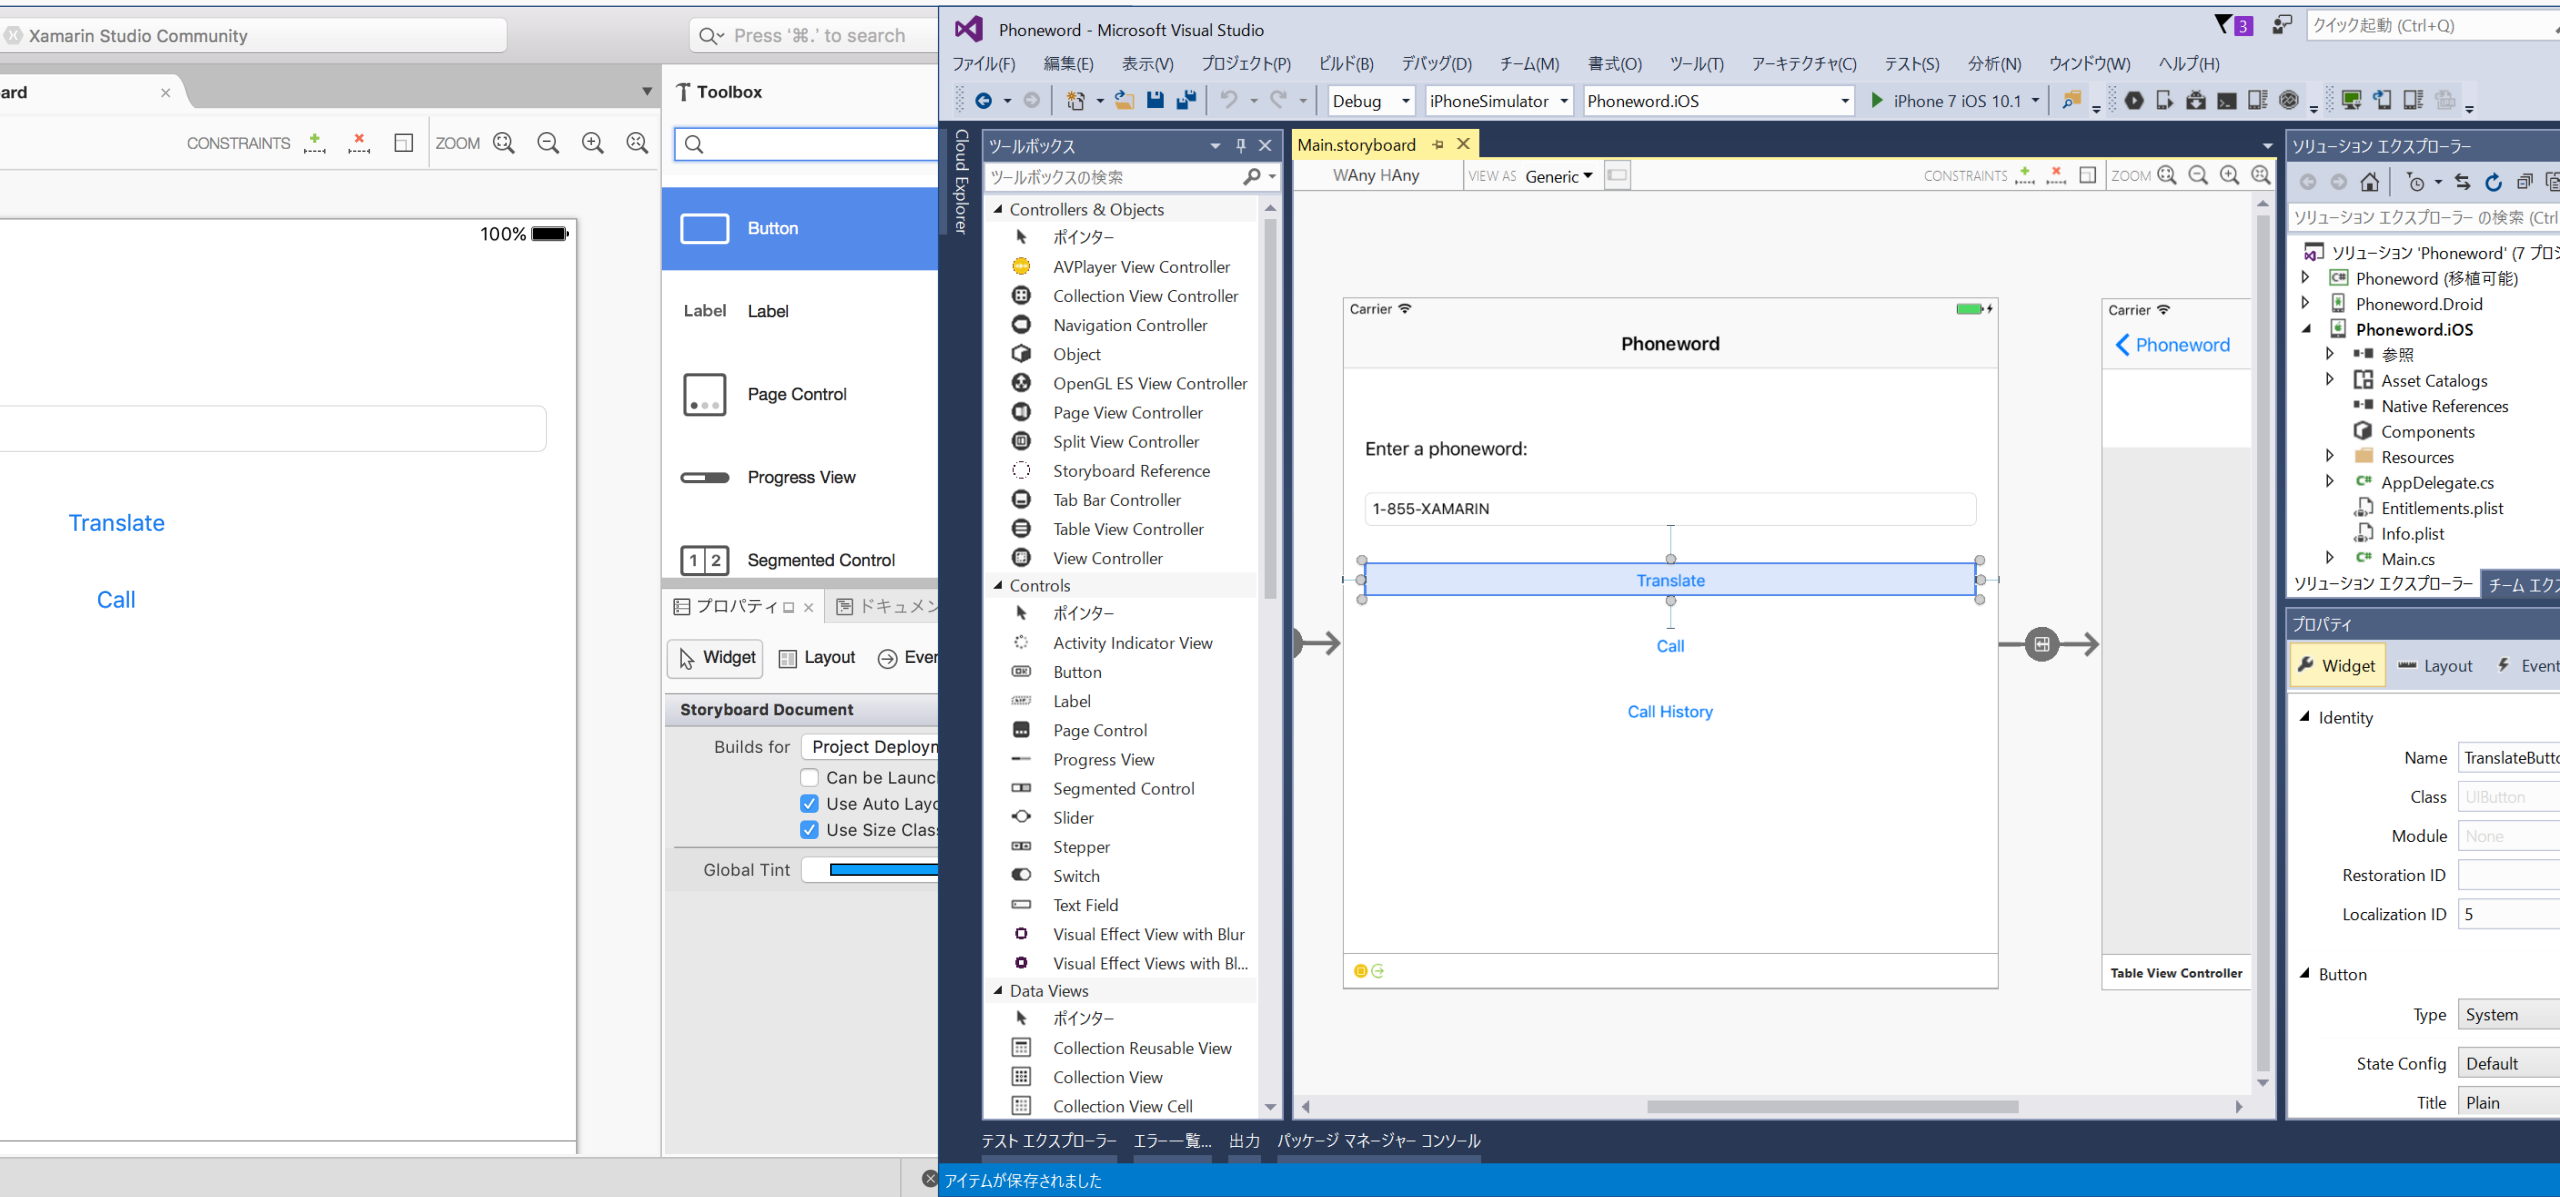 Xamarin Studio Community
Press '⌘.' to search
ard
CONSTRAINTS
ZOOM
100%
Translate
Call
Toolbox
Button
Label
Label
Page Control
Progress View
1 2
Segmented Control
プロパティ
ドキュメン
Widget
Layout
Ever
Storyboard Document
Builds for
Project Deployn
Can be Launc
Use Auto Layo
Use Size Clas
Global Tint
Phoneword - Microsoft Visual Studio
3
クイック起動 (Ctrl+Q)
ファイル(F)
編集(E)
表示(V)
プロジェクト(P)
ビルド(B)
デバッグ(D)
チーム(M)
書式(O)
ツール(T)
アーキテクチャ(C)
テスト(S)
分析(N)
ウィンドウ(W)
ヘルプ(H)
Debug
iPhoneSimulator
Phoneword.iOS
iPhone 7 iOS 10.1
Cloud Explorer
ツールボックス
ツールボックスの検索
Controllers & Objects
ポインター
AVPlayer View Controller
Collection View Controller
Navigation Controller
Object
OpenGL ES View Controller
Page View Controller
Split View Controller
Storyboard Reference
Tab Bar Controller
Table View Controller
View Controller
Controls
ポインター
Activity Indicator View
Button
Label
Page Control
Progress View
Segmented Control
Slider
Stepper
Switch
Text Field
Visual Effect View with Blur
Visual Effect Views with Bl...
Data Views
ポインター
Collection Reusable View
Collection View
Collection View Cell
Main.storyboard
WAny HAny
VIEW AS Generic
CONSTRAINTS
ZOOM
Carrier
Phoneword
Enter a phoneword:
1-855-XAMARIN
Translate
Call
Call History
Carrier
Phoneword
Table View Controller
ソリューション エクスプローラー
ソリューション エクスプローラー の検索 (Ctrl
ソリューション 'Phoneword' (7 プロジ
Phoneword (移植可能)
Phoneword.Droid
Phoneword.iOS
参照
Asset Catalogs
Native References
Components
Resources
AppDelegate.cs
Entitlements.plist
Info.plist
Main.cs
ソリューション エクスプローラー
チーム エクス
プロパティ
Widget
Layout
Event
Identity
Name
TranslateButto
Class
UIButton
Module
None
Restoration ID
Localization ID
5
Button
Type
System
State Config
Default
Title
Plain
テスト エクスプローラー
エラー一覧...
出力
パッケージ マネージャー コンソール
アイテムが保存されました